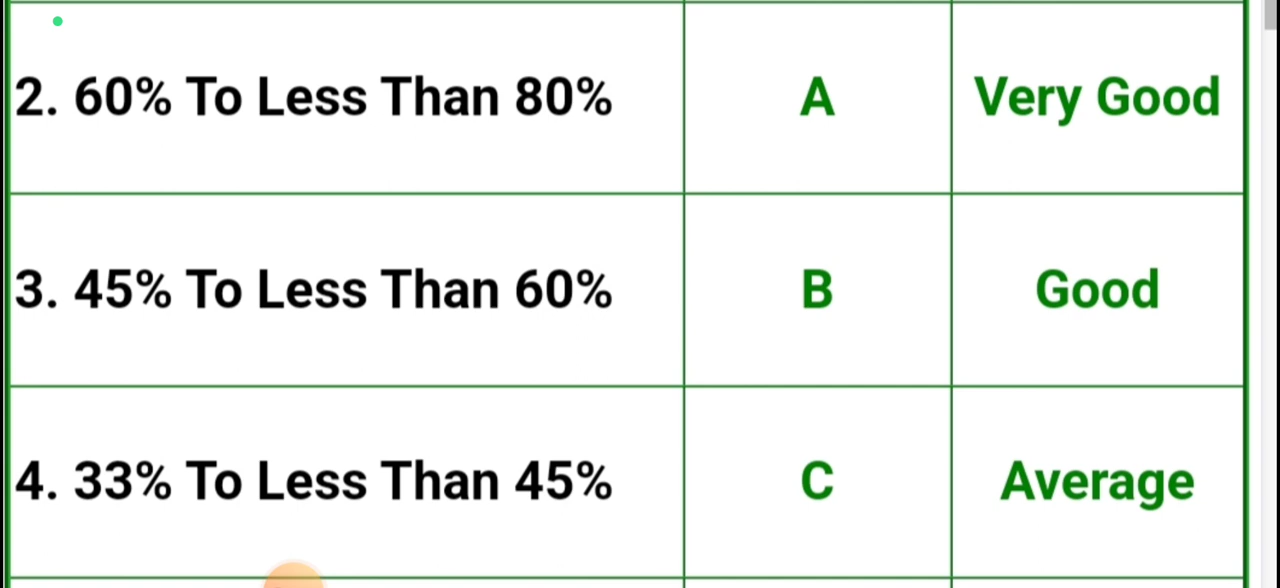 2. 60% To Less Than 80% A Very Good
3. 45% To Less Than 60% B Good
4. 33% To Less Than 45% C Average